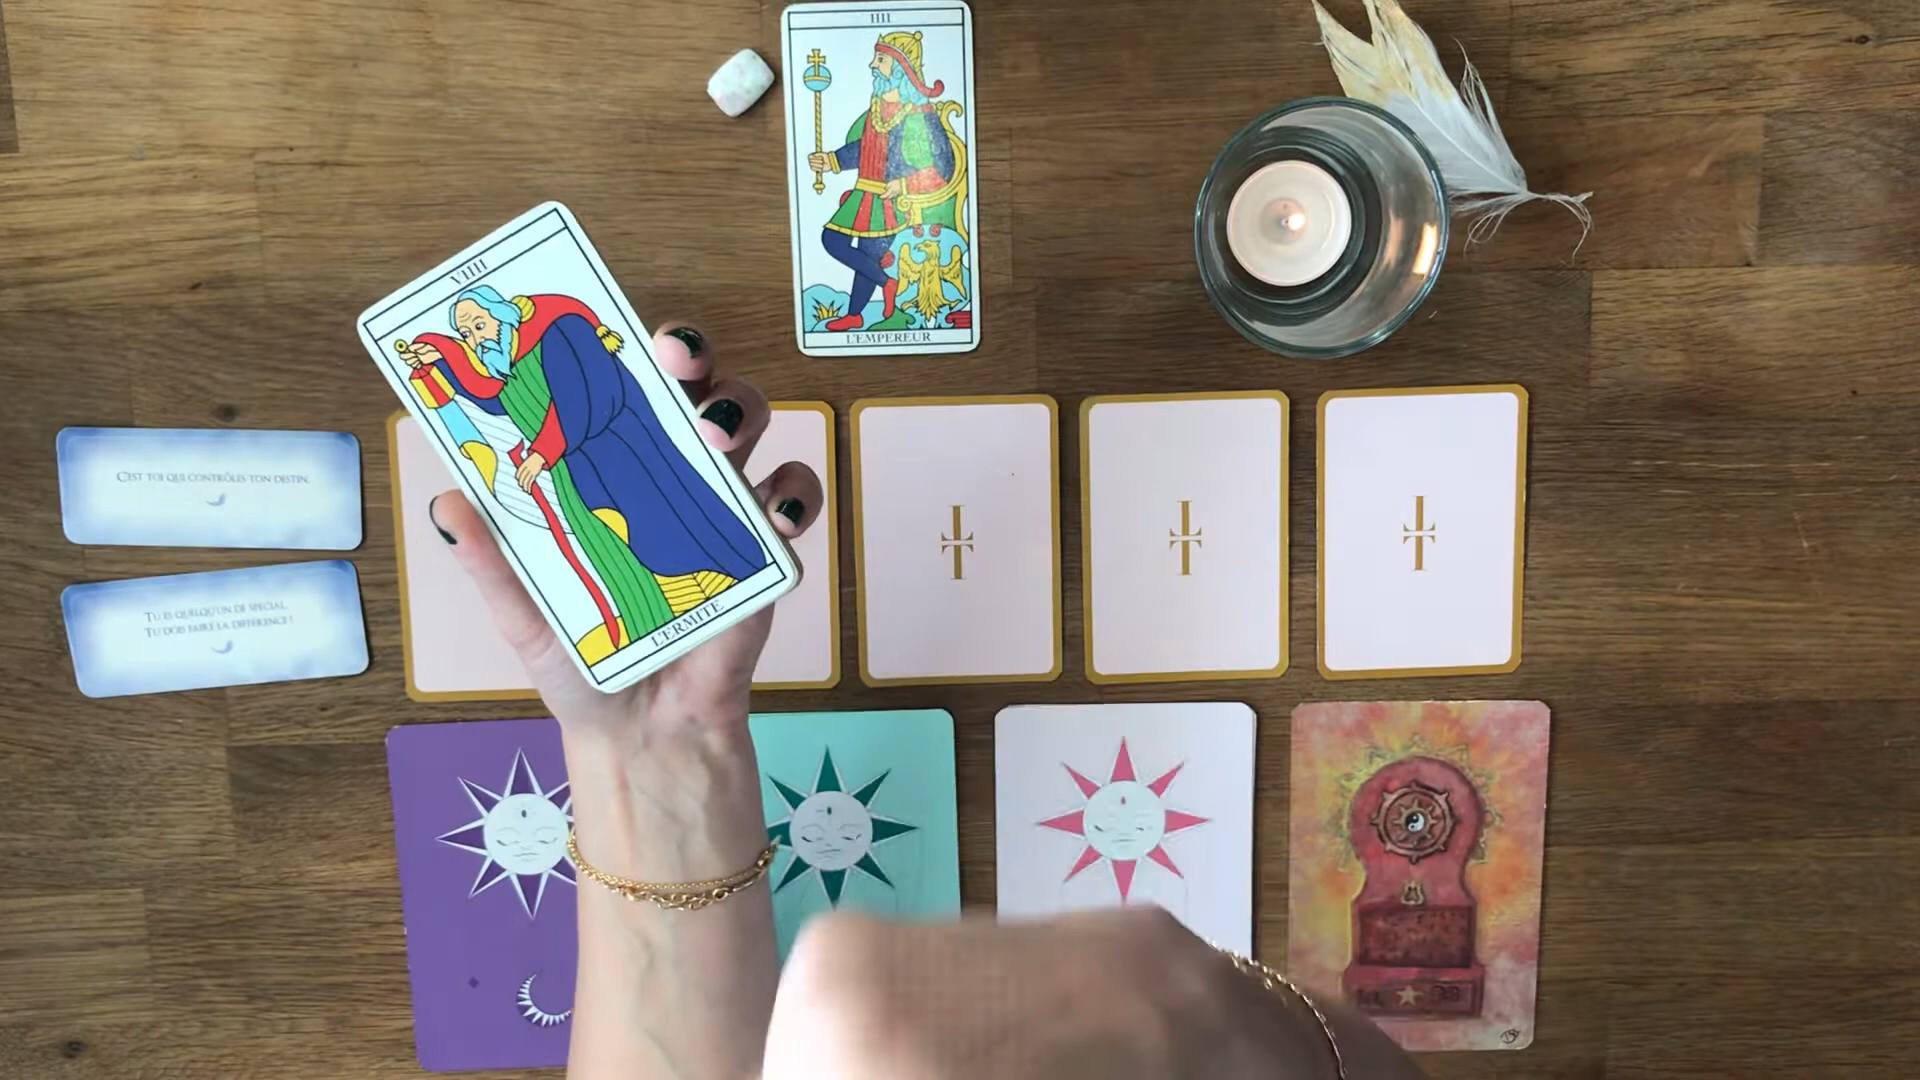 IIII
L'EMPEREUR
VIIII
L'ERMITE
C'EST TOI QUI CONTRÔLES TON DESTIN.
TU ES QUELQU'UN DE SPÉCIAL.
TU DOIS FAIRE LA DIFFÉRENCE !